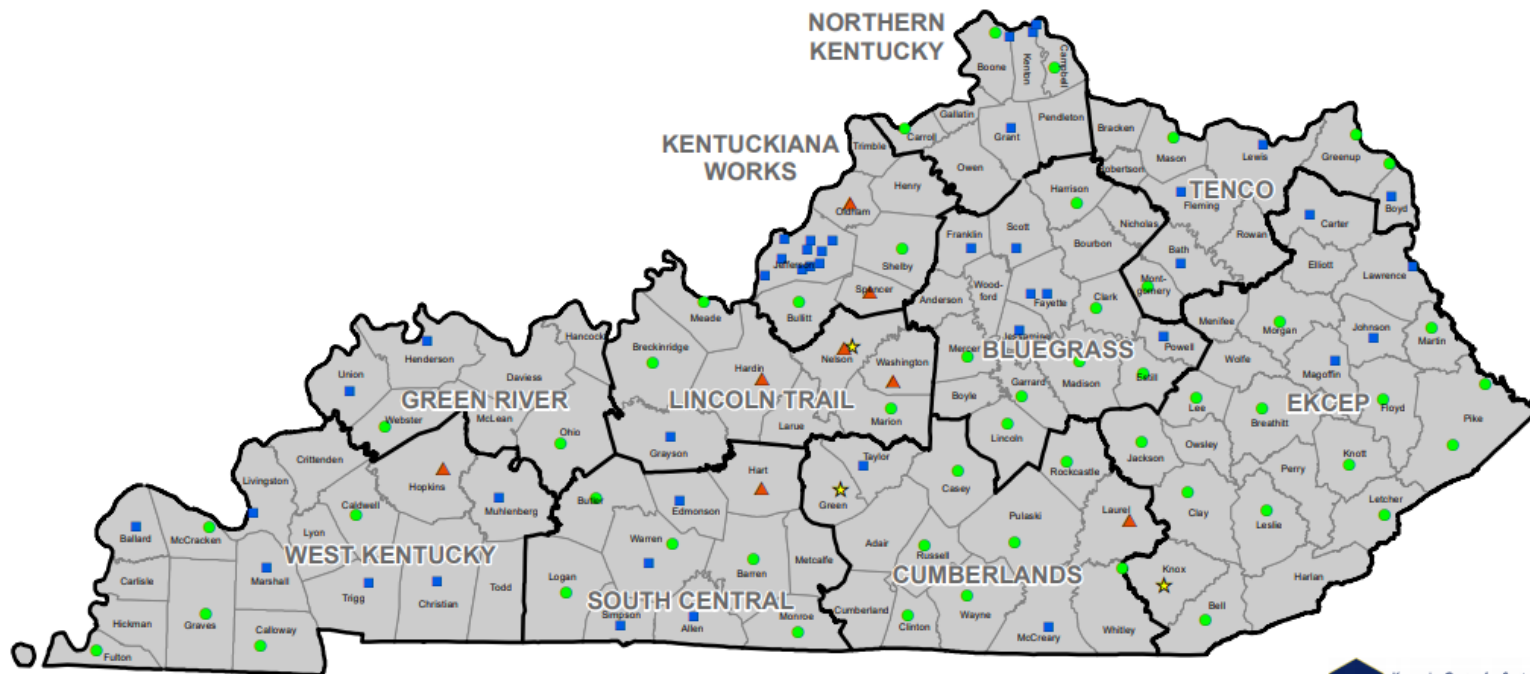 NORTHERN
KENTUCKY
Boone
Kenton
Campbell
Gallatin
Carroll
Grant
Pendleton
Owen
KENTUCKIANA
WORKS
Trimble
Henry
Oldham
Jefferson
Shelby
Spencer
Bullitt
Bracken
Mason
Lewis
Greenup
Robertson
TENCO
Fleming
Boyd
Rowan
Bath
Mont-
gomery
Carter
Elliott
Lawrence
Harrison
Nicholas
Franklin
Scott
Bourbon
Anderson
Wood-
ford
Fayette
Clark
Jessamine
Mercer
BLUEGRASS
Powell
Boyle
Garrard
Madison
Estill
Lincoln
Menifee
Morgan
Johnson
Martin
Wolfe
Magoffin
Lee
EKCEP
Floyd
Pike
Breathitt
Owsley
Jackson
Perry
Knott
Clay
Leslie
Letcher
Knox
Harlan
Bell
Meade
Breckinridge
Hardin
Nelson
Washington
LINCOLN TRAIL
Larue
Marion
Grayson
Hancock
Henderson
Union
Daviess
GREEN RIVER
McLean
Webster
Ohio
Crittenden
Livingston
Hopkins
Caldwell
Muhlenberg
Ballard
McCracken
Lyon
WEST KENTUCKY
Carlisle
Marshall
Trigg
Christian
Todd
Hickman
Graves
Calloway
Fulton
Hart
Butler
Edmonson
Warren
Metcalfe
Logan
Barren
SOUTH CENTRAL
Simpson
Allen
Monroe
Taylor
Green
Casey
Rockcastle
Laurel
Pulaski
Adair
Russell
CUMBERLANDS
Cumberland
Wayne
Clinton
McCreary
Whitley